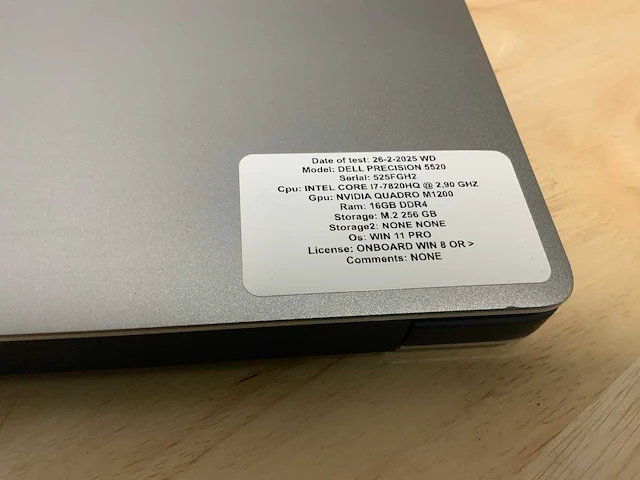 Date of test: 26-2-2025 WD
Model: DELL PRECISION 5520
Serial: 525FGH2
Cpu: INTEL CORE I7-7820HQ @ 2,90 GHZ
Gpu: NVIDIA QUADRO M1200
Ram: 16GB DDR4
Storage: M.2 256 GB
Storage2: NONE NONE
Os: WIN 11 PRO
License: ONBOARD WIN 8 OR >
Comments: NONE